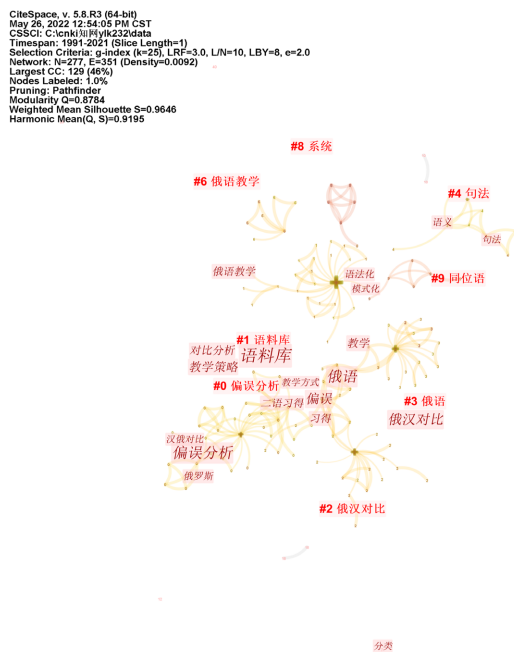 CiteSpace, v. 5.8.R3 (64-bit)
May 26, 2022 12:54:05 PM CST
CSSCI: C:\cnki知网ylk232\data
Timespan: 1991-2021 (Slice Length=1)
Selection Criteria: g-index (k=25), LRF=3.0, L/N=10, LBY=8, e=2.0
Network: N=277, E=351 (Density=0.0092)
Largest CC: 129 (46%)
Nodes Labeled: 1.0%
Pruning: Pathfinder
Modularity Q=0.8784
Weighted Mean Silhouette S=0.9646
Harmonic Mean(Q, S)=0.9195
#8 系统
#6 俄语教学
#4 句法
语义
句法
俄语教学
语法化
模式化
#9 同位语
#1 语料库
教学
对比分析
语料库
教学策略
俄语
#0 偏误分析
教学方式
二语习得
偏误
#3 俄语
习得
俄汉对比
汉俄对比
偏误分析
俄罗斯
#2 俄汉对比
分类